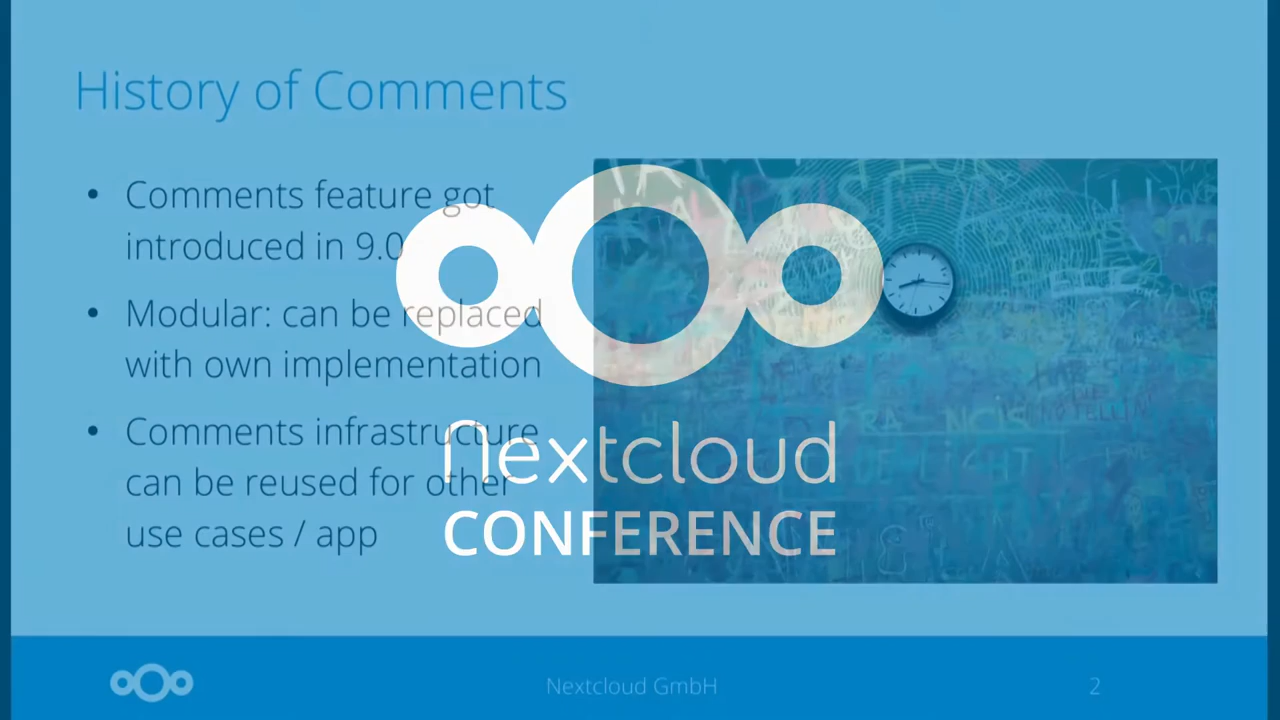 History of Comments
• Comments feature got
introduced in 9.0
• Modular: can be replaced
with own implementation
• Comments infrastructure
can be reused for other
use cases / app
nextcloud
CONFERENCE
Nextcloud GmbH
2